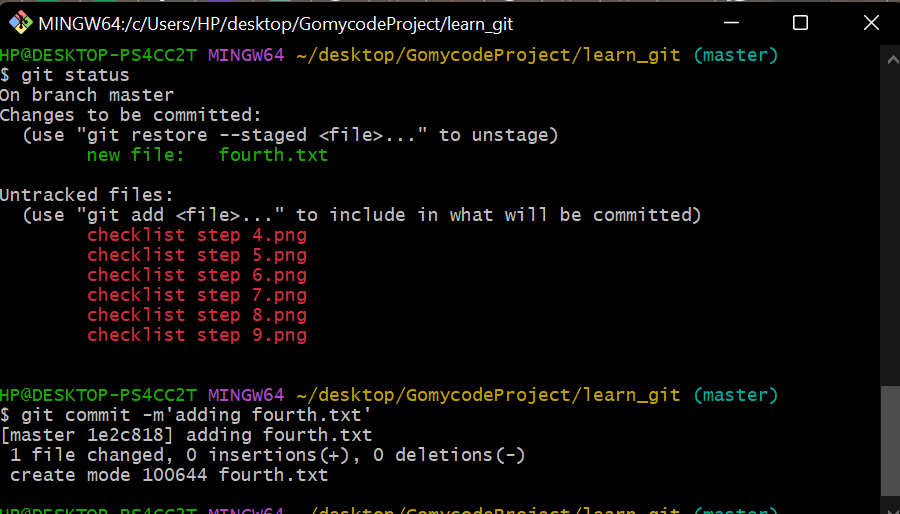 MINGW64:/c/Users/HP/desktop/GomycodeProject/learn_git
HP@DESKTOP-PS4CC2T MINGW64 ~/desktop/GomycodeProject/learn_git (master)
$ git status
On branch master
Changes to be committed:
  (use "git restore --staged <file>..." to unstage)
        new file:   fourth.txt

Untracked files:
  (use "git add <file>..." to include in what will be committed)
        checklist step 4.png
        checklist step 5.png
        checklist step 6.png
        checklist step 7.png
        checklist step 8.png
        checklist step 9.png

HP@DESKTOP-PS4CC2T MINGW64 ~/desktop/GomycodeProject/learn_git (master)
$ git commit -m'adding fourth.txt'
[master 1e2c818] adding fourth.txt
 1 file changed, 0 insertions(+), 0 deletions(-)
 create mode 100644 fourth.txt

HP@DESKTOP-PS4CC2T MINGW64 ~/desktop/GomycodeProject/learn_git (master)